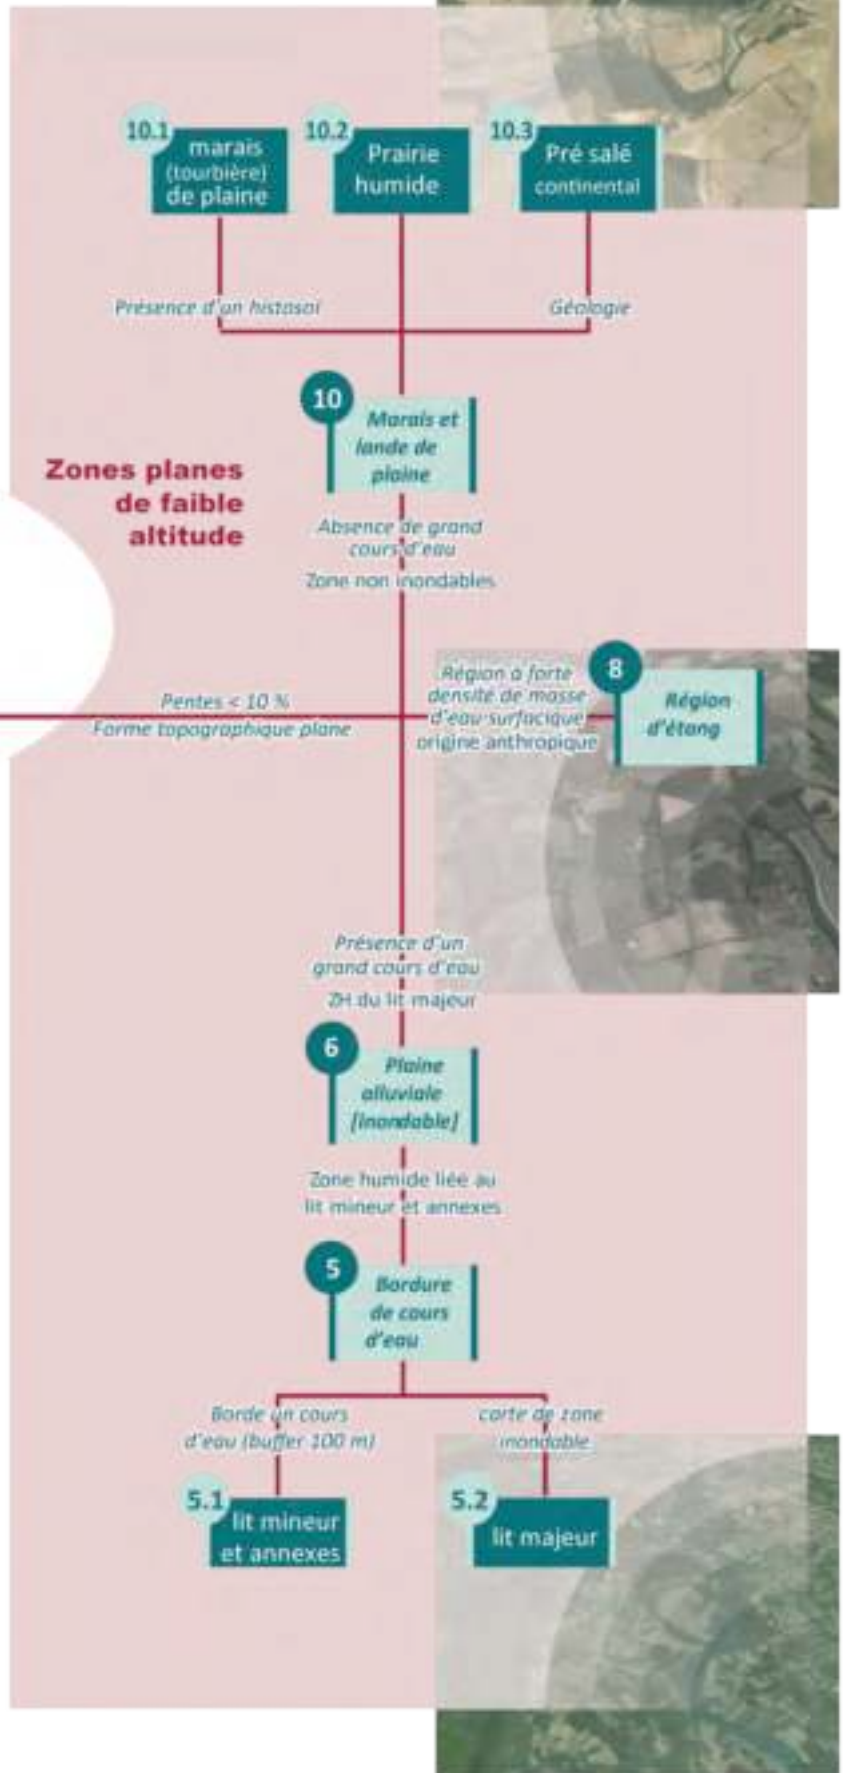 10.1
marais
(tourbière)
de plaine
10.2
Prairie
humide
10.3
Pré salé
continental
Présence d'un histosol
Géologie
10
Marais et
lande de
plaine
Zones planes
de faible
altitude
Absence de grand
cours d'eau
Zone non inondables
Pentes < 10 %
Forme topographique plane
Région à forte
densité de masse
d'eau surfacique
origine anthropique
8
Région
d'étang
Présence d'un
grand cours d'eau
ZH du lit majeur
6
Plaine
alluviale
[inondable]
Zone humide liée au
lit mineur et annexes
5
Bordure
de cours
d'eau
Borde un cours
d'eau (buffer 100 m)
carte de zone
inondable
5.1
lit mineur
et annexes
5.2
lit majeur